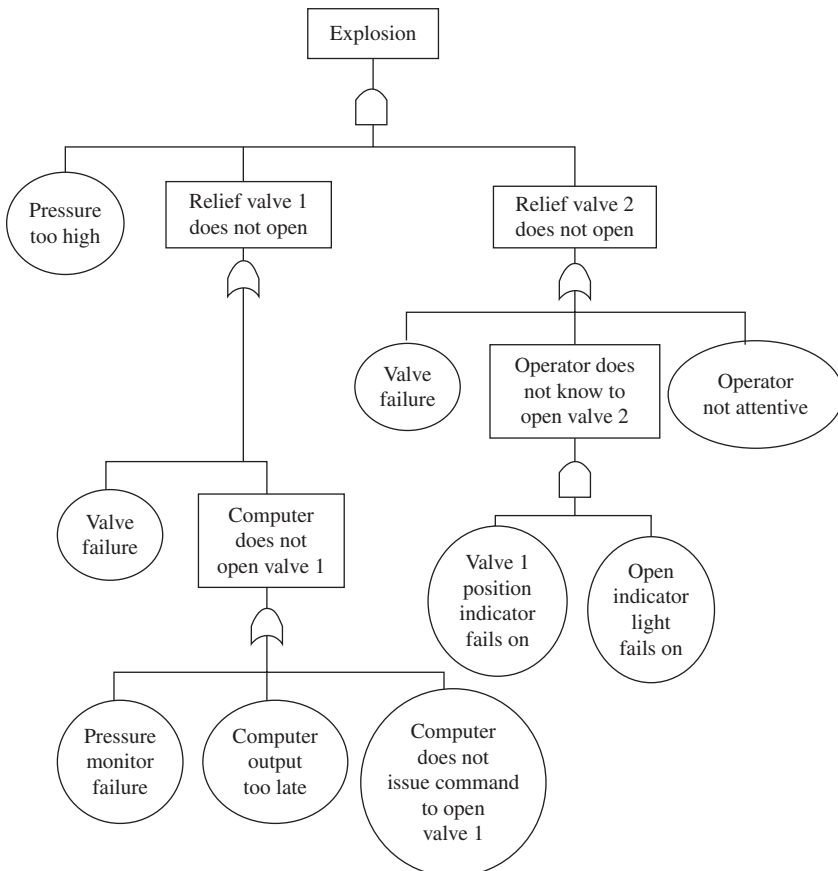 Explosion
Pressure
too high
Relief valve 1
does not open
Relief valve 2
does not open
Valve
failure
Operator does
not know to
open valve 2
Operator
not attentive
Valve
failure
Computer
does not
open valve 1
Valve 1
position
indicator
fails on
Open
indicator
light
fails on
Pressure
monitor
failure
Computer
output
too late
Computer
does not
issue command
to open
valve 1